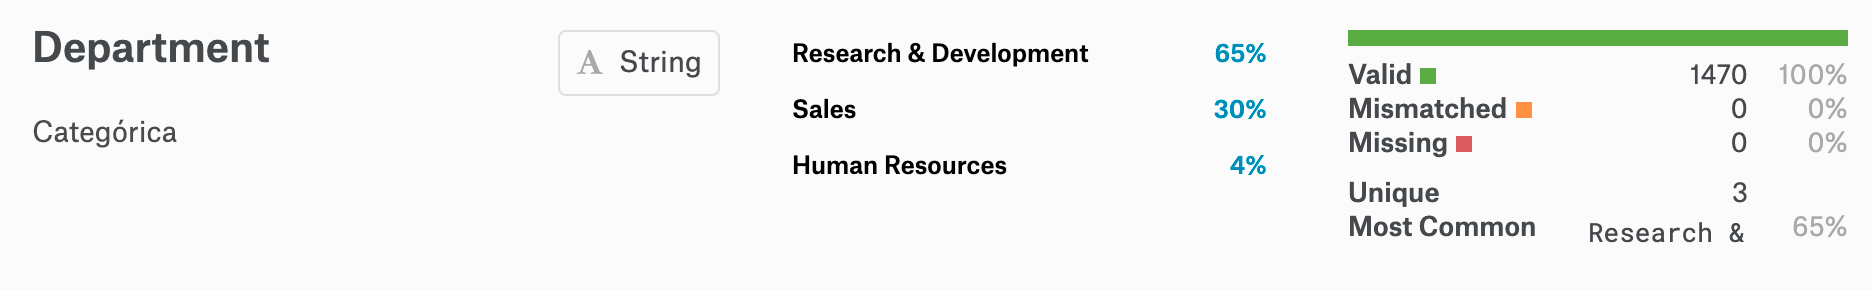 Department
Categórica
A String
Research & Development 65%
Sales 30%
Human Resources 4%
Valid 1470 100%
Mismatched 0 0%
Missing 0 0%
Unique 3
Most Common Research & 65%